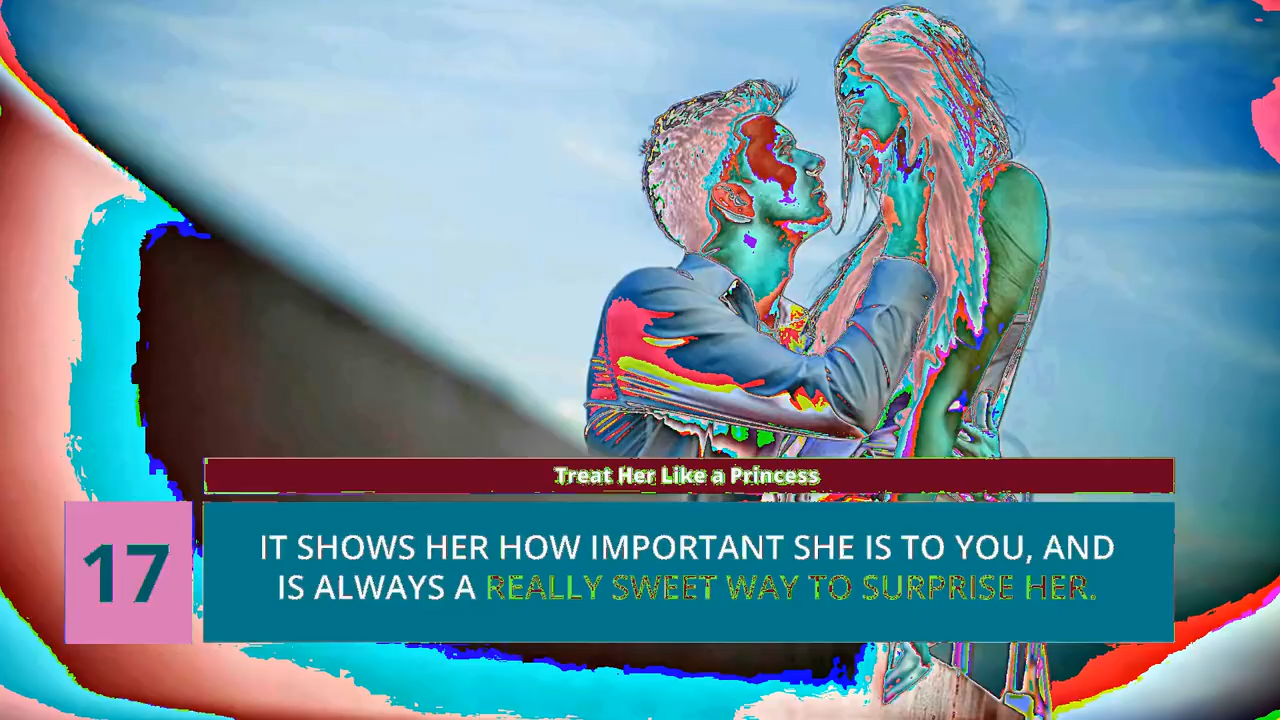 Treat Her Like a Princess
17
IT SHOWS HER HOW IMPORTANT SHE IS TO YOU, AND
IS ALWAYS A REALLY SWEET WAY TO SURPRISE HER.